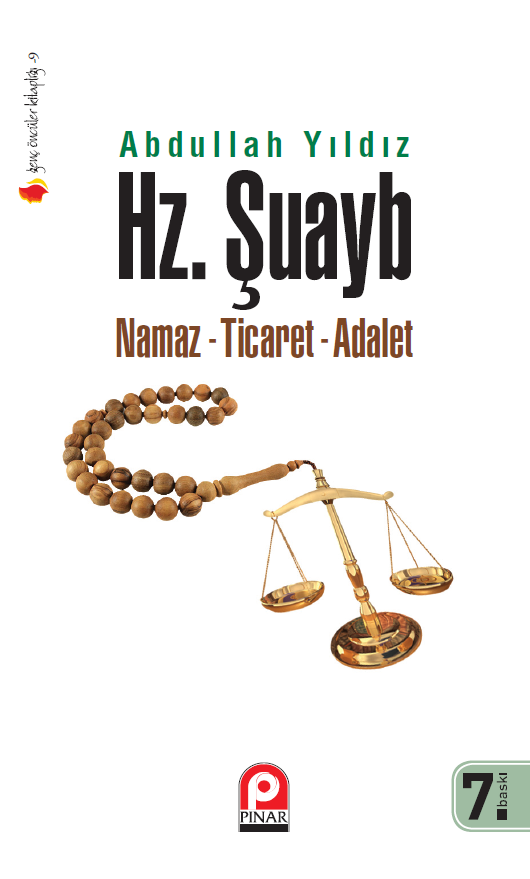 genç öncüler kitaplığı -9
Abdullah Yıldız
Hz. Şuayb
Namaz - Ticaret - Adalet
PINAR
7.
baskı